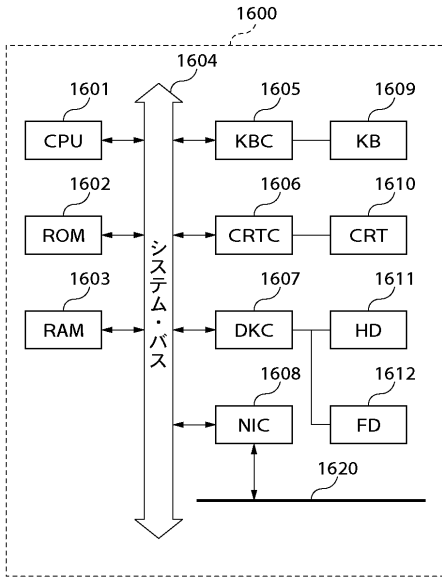 1600
1604
1601
CPU
1605
KBC
1609
KB
1602
ROM
1606
CRTC
1610
CRT
1603
RAM
システム・バス
1607
DKC
1611
HD
1608
NIC
1612
FD
1620